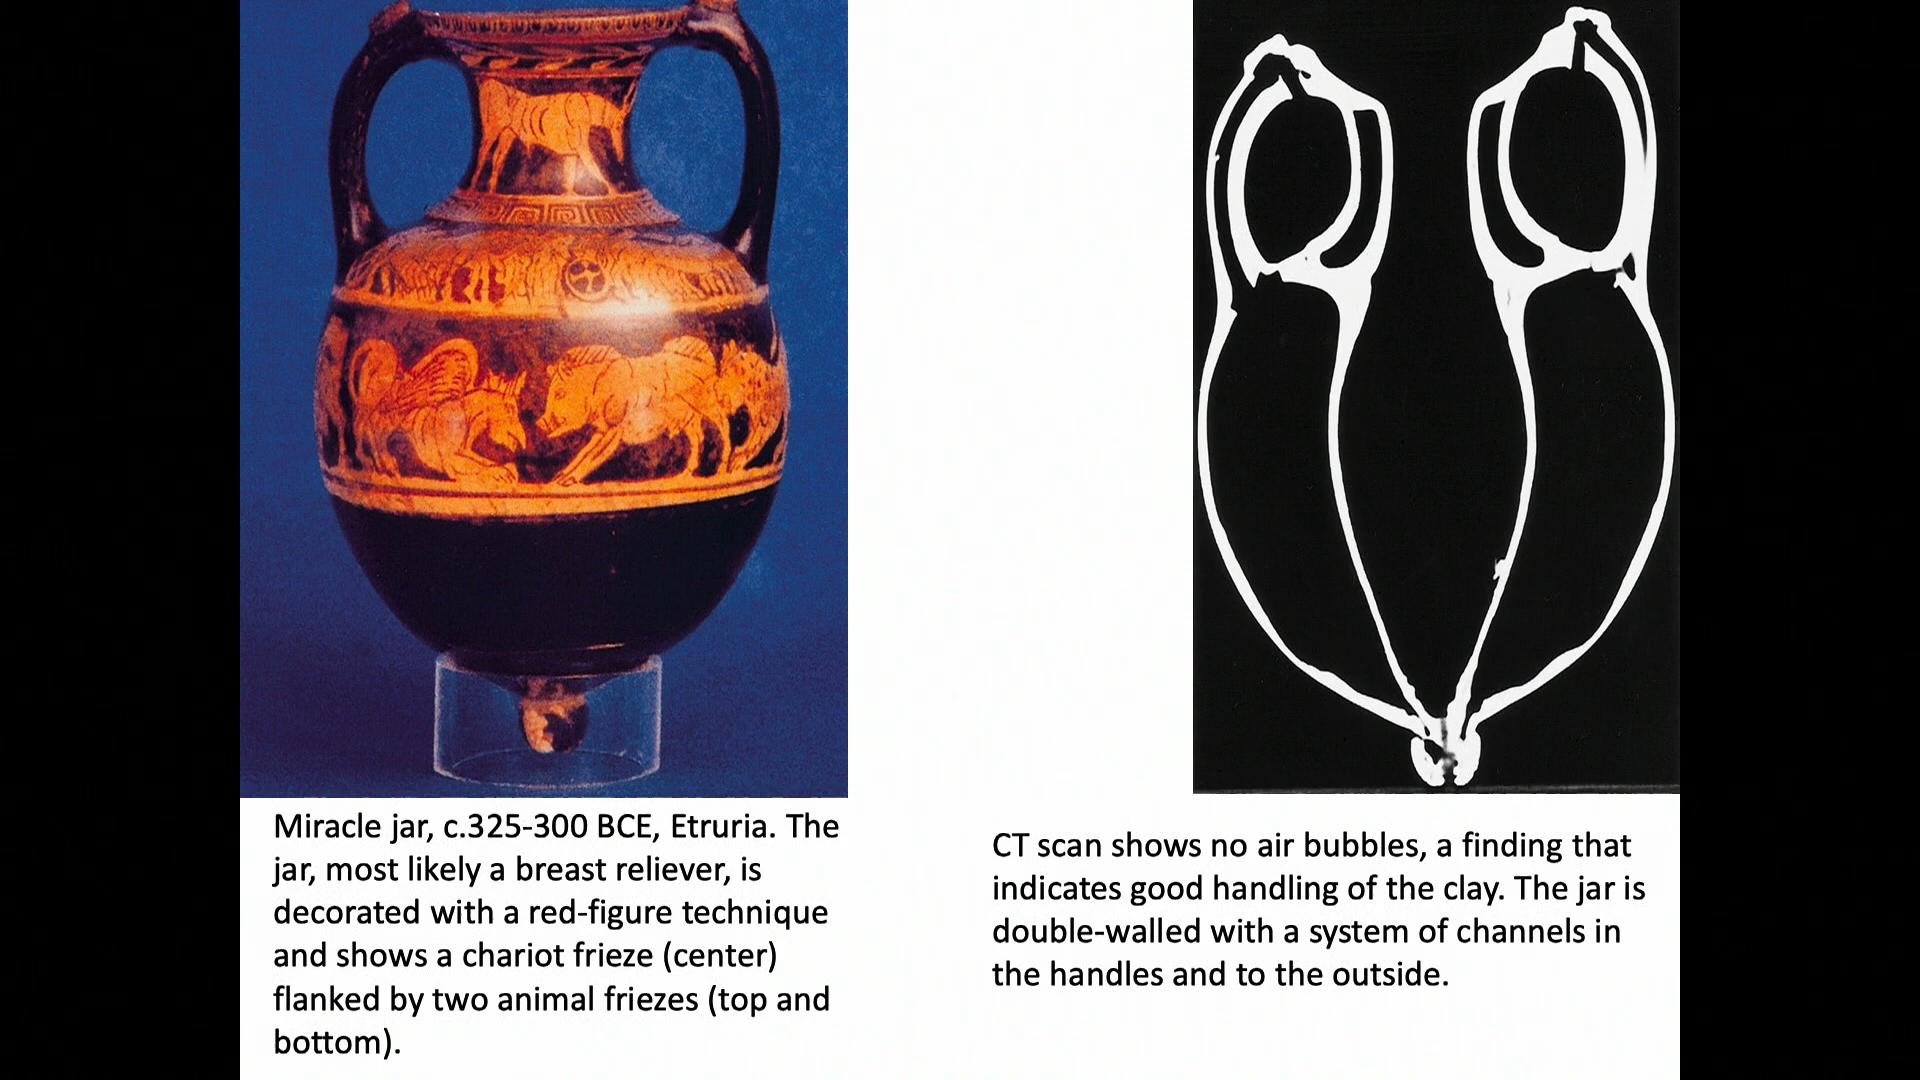 Miracle jar, c.325-300 BCE, Etruria. The
jar, most likely a breast reliever, is
decorated with a red-figure technique
and shows a chariot frieze (center)
flanked by two animal friezes (top and
bottom).
CT scan shows no air bubbles, a finding that
indicates good handling of the clay. The jar is
double-walled with a system of channels in
the handles and to the outside.